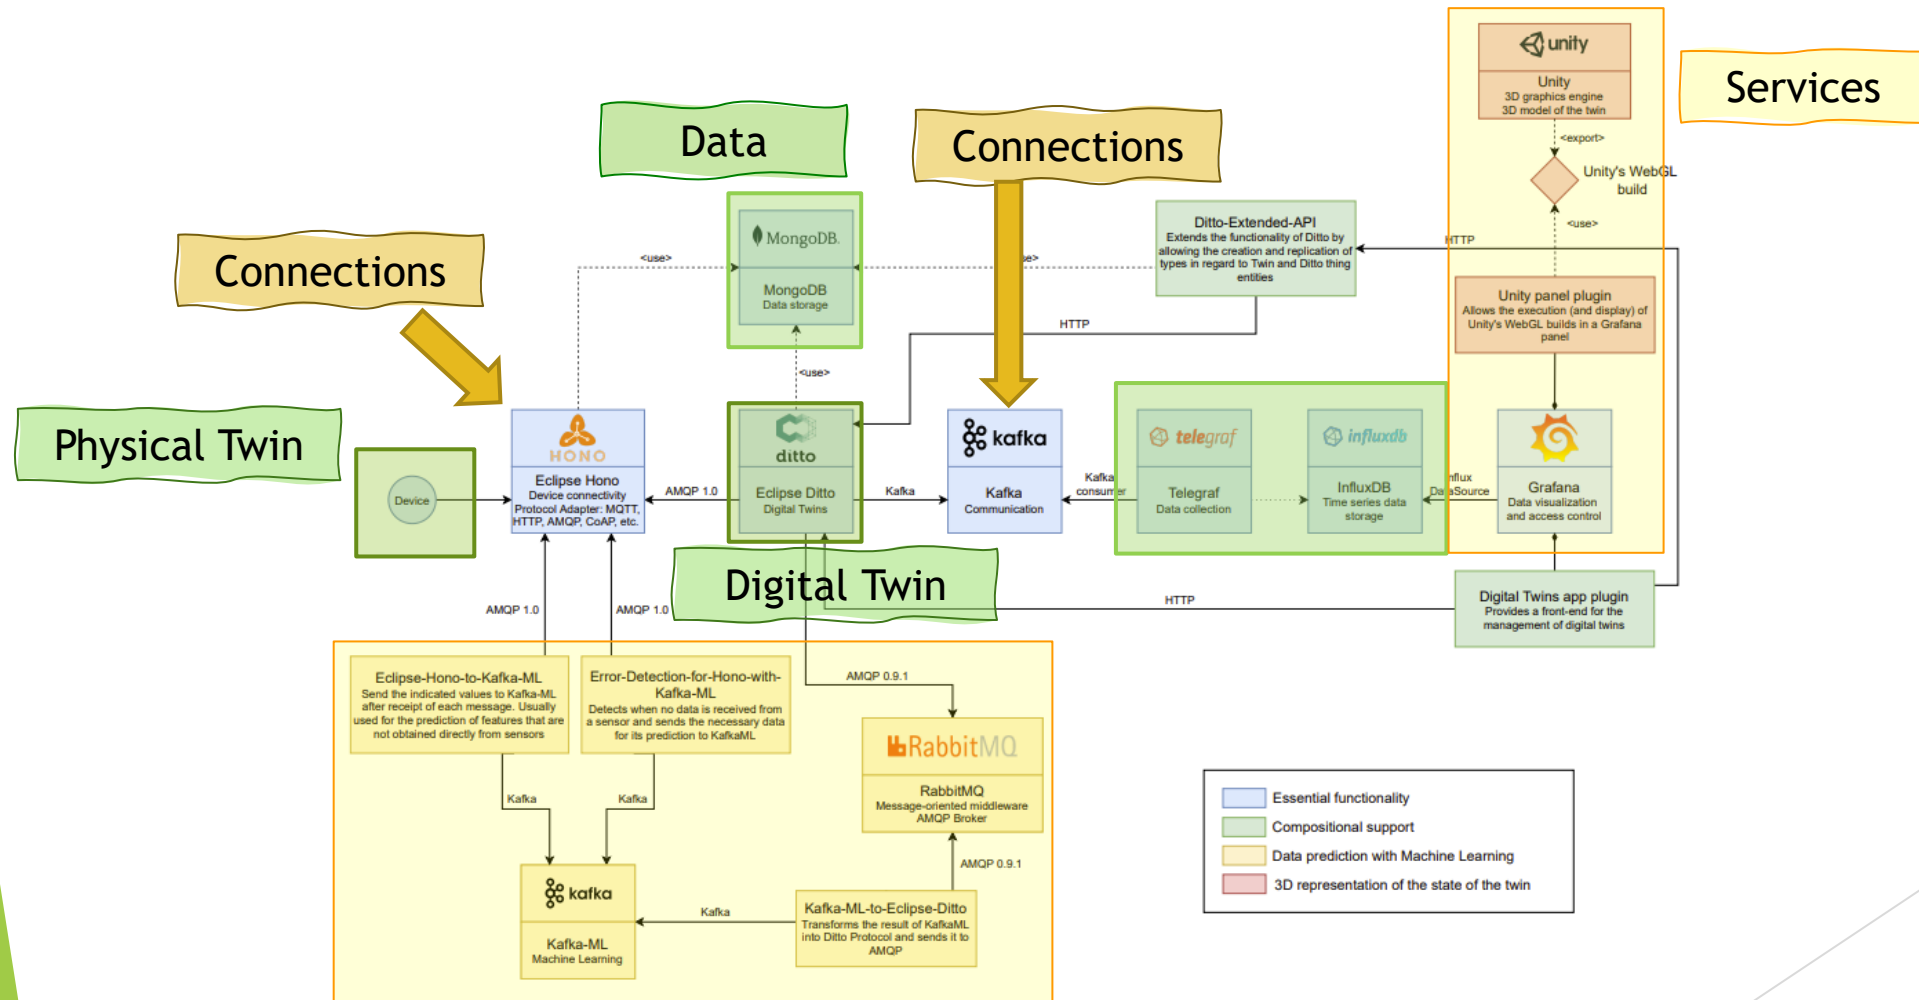 unity
Unity
3D graphics engine
3D model of the twin
Services
<export>
Unity's WebGL
build
<use>
Data
Connections
MongoDB.
MongoDB
Data storage
<use>
se>
Ditto-Extended-API
Extends the functionality of Ditto by
allowing the creation and replication of
types in regard to Twin and Ditto thing
entities
HTTP
Connections
Unity panel plugin
Allows the execution (and display) of
Unity's WebGL builds in a Grafana
panel
HTTP
<use>
Physical Twin
Device
HONO
Eclipse Hono
Device connectivity
Protocol Adapter: MQTT,
HTTP, AMQP, CoAP, etc.
AMQP 1.0
ditto
Eclipse Ditto
Digital Twins
Kafka
kafka
Kafka
Communication
Kafka
consumer
telegraf
Telegraf
Data collection
influxdb
InfluxDB
Time series data
storage
nflux
DataSource
Grafana
Data visualization
and access control
Digital Twin
HTTP
Digital Twins app plugin
Provides a front-end for the
management of digital twins
AMQP 1.0
AMQP 1.0
Eclipse-Hono-to-Kafka-ML
Send the indicated values to Kafka-ML
after receipt of each message. Usually
used for the prediction of features that are
not obtained directly from sensors
Error-Detection-for-Hono-with-
Kafka-ML
Detects when no data is received from
a sensor and sends the necessary data
for its prediction to KafkaML
AMQP 0.9.1
RabbitMQ
RabbitMQ
Message-oriented middleware
AMQP Broker
Kafka
Kafka
AMQP 0.9.1
kafka
Kafka-ML
Machine Learning
Kafka
Kafka-ML-to-Eclipse-Ditto
Transforms the result of KafkaML
into Ditto Protocol and sends it to
AMQP
Essential functionality
Compositional support
Data prediction with Machine Learning
3D representation of the state of the twin